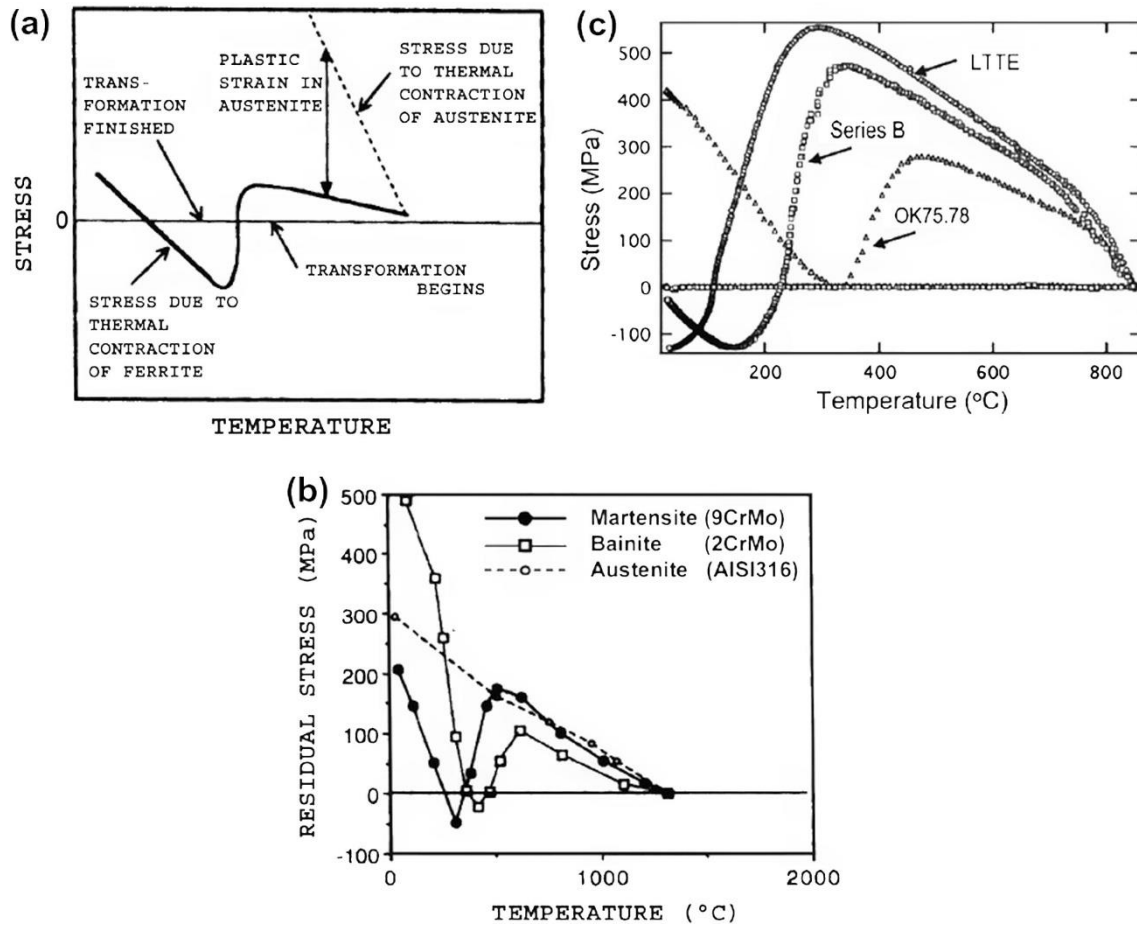 (a)
TRANS-
FORMATION
FINISHED
PLASTIC
STRAIN IN
AUSTENITE
STRESS DUE
TO THERMAL
CONTRACTION
OF AUSTENITE
STRESS
0
TRANSFORMATION
BEGINS
STRESS DUE TO
THERMAL
CONTRACTION
OF FERRITE
TEMPERATURE
(c)
Stress (MPa)
500
400
300
200
100
0
-100
LTTE
Series B
OK75.78
200
400
600
800
Temperature (°C)
(b)
RESIDUAL STRESS (MPa)
500
400
300
200
100
0
-100
Martensite (9CrMo)
Bainite (2CrMo)
Austenite (AISI316)
0
1000
2000
TEMPERATURE (°C)